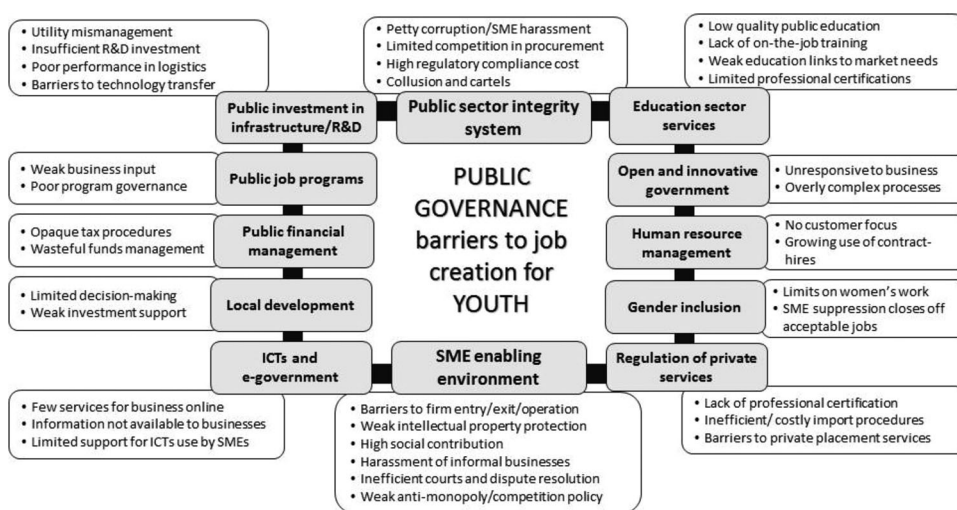 • Utility mismanagement
• Insufficient R&D investment
• Poor performance in logistics
• Barriers to technology transfer
• Petty corruption/SME harassment
• Limited competition in procurement
• High regulatory compliance cost
• Collusion and cartels
• Low quality public education
• Lack of on-the-job training
• Weak education links to market needs
• Limited professional certifications
Public investment in
infrastructure/R&D
Public sector integrity
system
Education sector
services
• Weak business input
• Poor program governance
Public job programs
PUBLIC
GOVERNANCE
barriers to job
creation for
YOUTH
Open and innovative
government
• Unresponsive to business
• Overly complex processes
• Opaque tax procedures
• Wasteful funds management
Public financial
management
Human resource
management
• No customer focus
• Growing use of contract-
hires
• Limited decision-making
• Weak investment support
Local development
Gender inclusion
• Limits on women's work
• SME suppression closes off
acceptable jobs
ICTs and
e-government
SME enabling
environment
Regulation of private
services
• Few services for business online
• Information not available to businesses
• Limited support for ICTs use by SMEs
• Barriers to firm entry/exit/operation
• Weak intellectual property protection
• High social contribution
• Harassment of informal businesses
• Inefficient courts and dispute resolution
• Weak anti-monopoly/competition policy
• Lack of professional certification
• Inefficient/ costly import procedures
• Barriers to private placement services